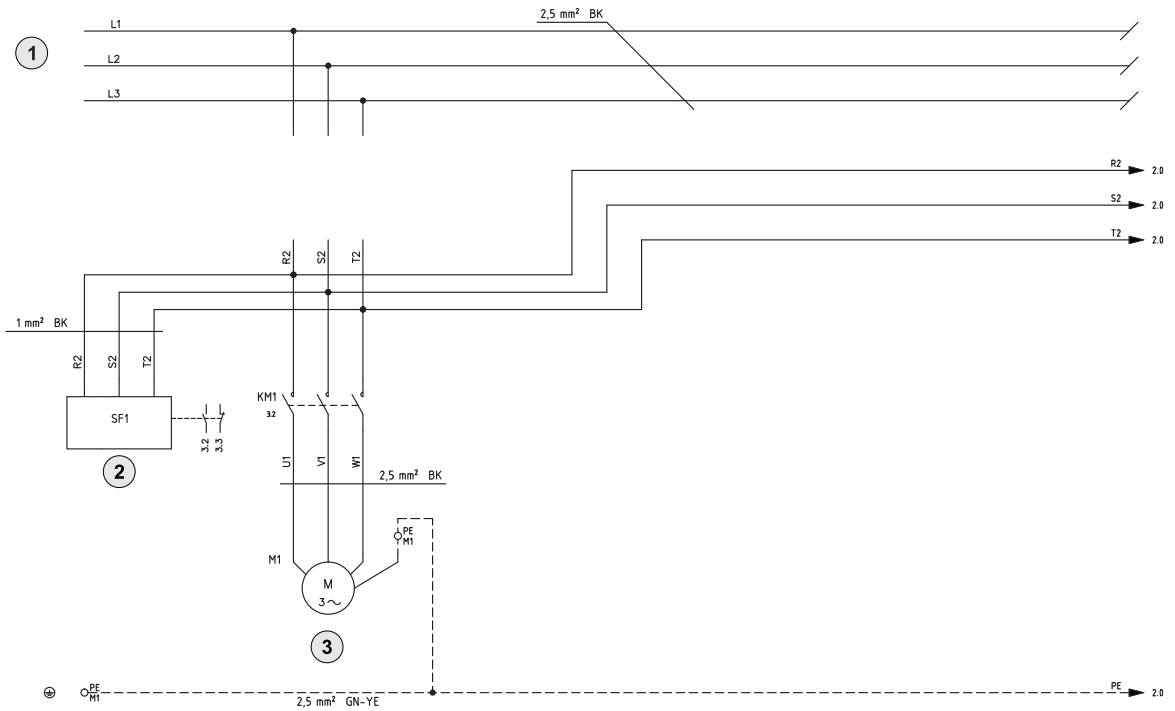 2,5 mm² BK
L1
1
L2
L3
R2 2.0
S2 2.0
T2 2.0
R2 S2 T2
1 mm² BK
R2 S2 T2
KM1
3.2
SF1
3.2 3.3
2
U1 V1 W1
2,5 mm² BK
PE
M1
M1
M
3~
3
PE
M1
PE 2.0
2,5 mm² GN-YE